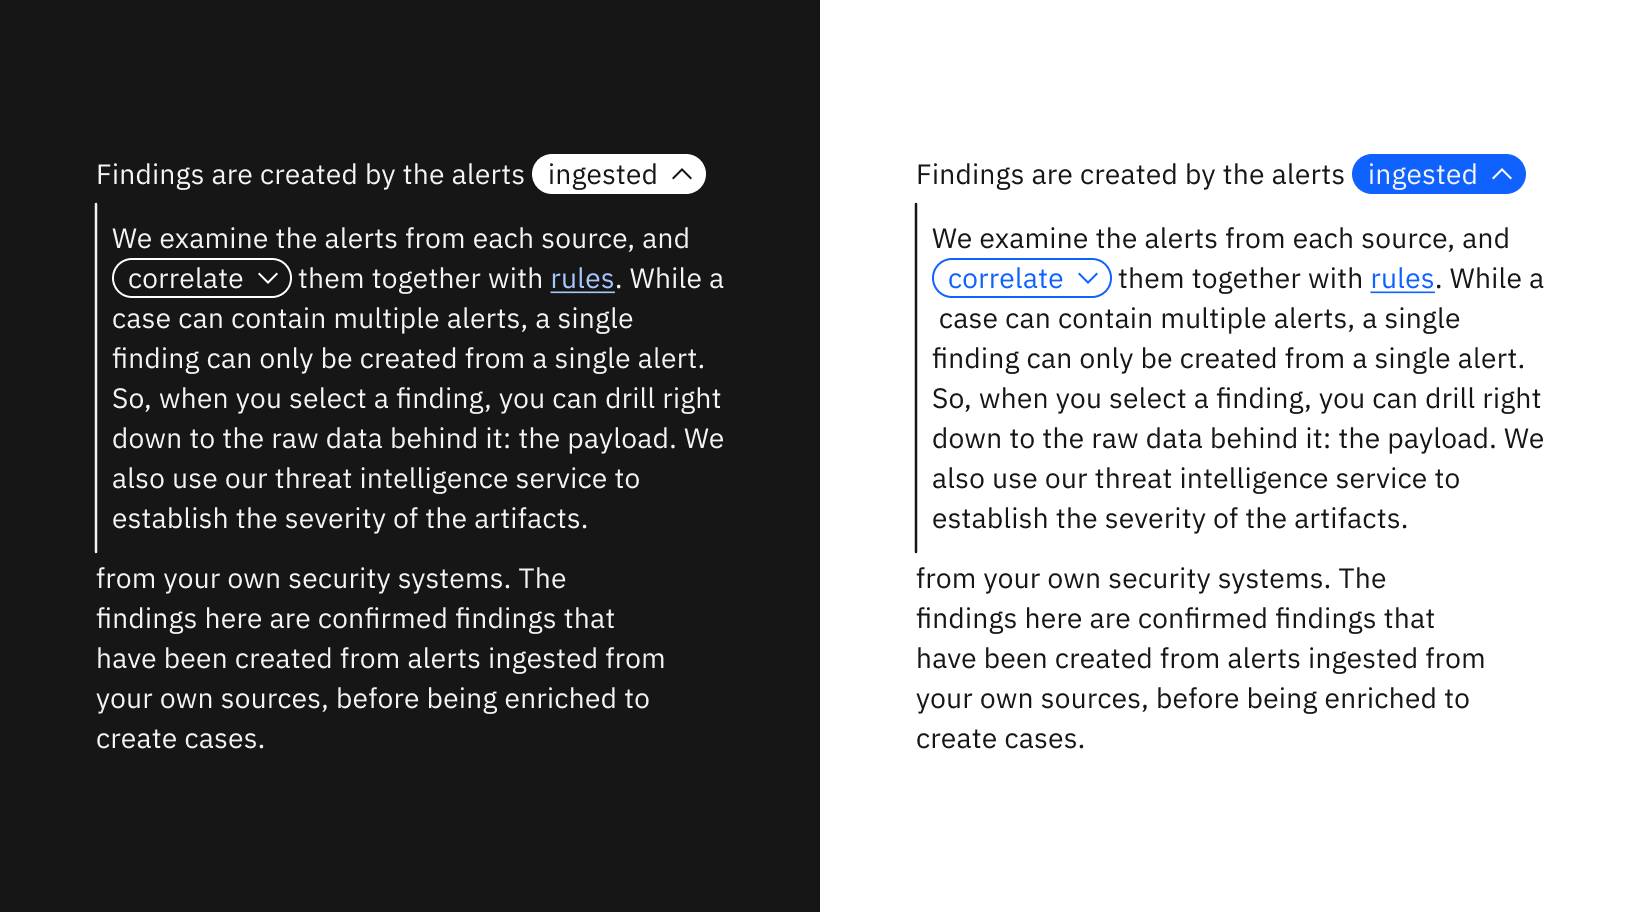 Findings are created by the alerts ingested
We examine the alerts from each source, and
correlate them together with rules. While a
case can contain multiple alerts, a single
finding can only be created from a single alert.
So, when you select a finding, you can drill right
down to the raw data behind it: the payload. We
also use our threat intelligence service to
establish the severity of the artifacts.
from your own security systems. The
findings here are confirmed findings that
have been created from alerts ingested from
your own sources, before being enriched to
create cases.
Findings are created by the alerts ingested
We examine the alerts from each source, and
correlate them together with rules. While a
case can contain multiple alerts, a single
finding can only be created from a single alert.
So, when you select a finding, you can drill right
down to the raw data behind it: the payload. We
also use our threat intelligence service to
establish the severity of the artifacts.
from your own security systems. The
findings here are confirmed findings that
have been created from alerts ingested from
your own sources, before being enriched to
create cases.